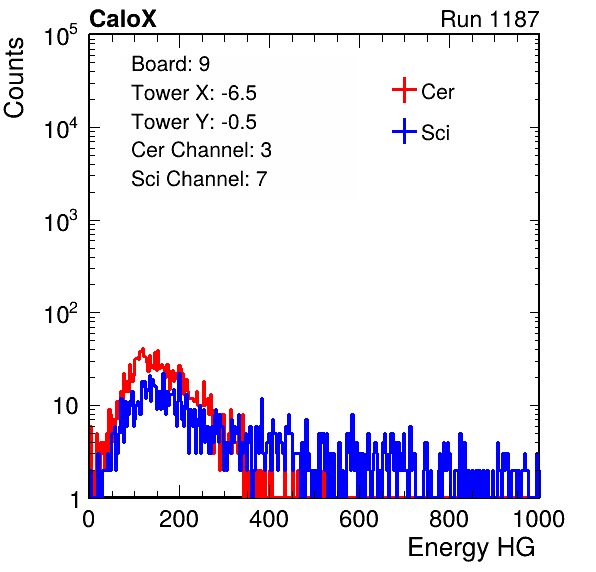 CaloX Run 1187
Counts
10^5
10^4
10^3
10^2
10
1
Board: 9
Tower X: -6.5
Tower Y: -0.5
Cer Channel: 3
Sci Channel: 7
Cer
Sci
0 200 400 600 800 1000
Energy HG